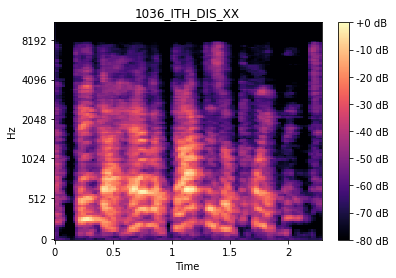 1036_ITH_DIS_XX
+0 dB
8192
-10 dB
4096
-20 dB
-30 dB
2048
Hz
-40 dB
1024
-50 dB
512
-60 dB
-70 dB
0
-80 dB
0 0.5 1 1.5 2
Time